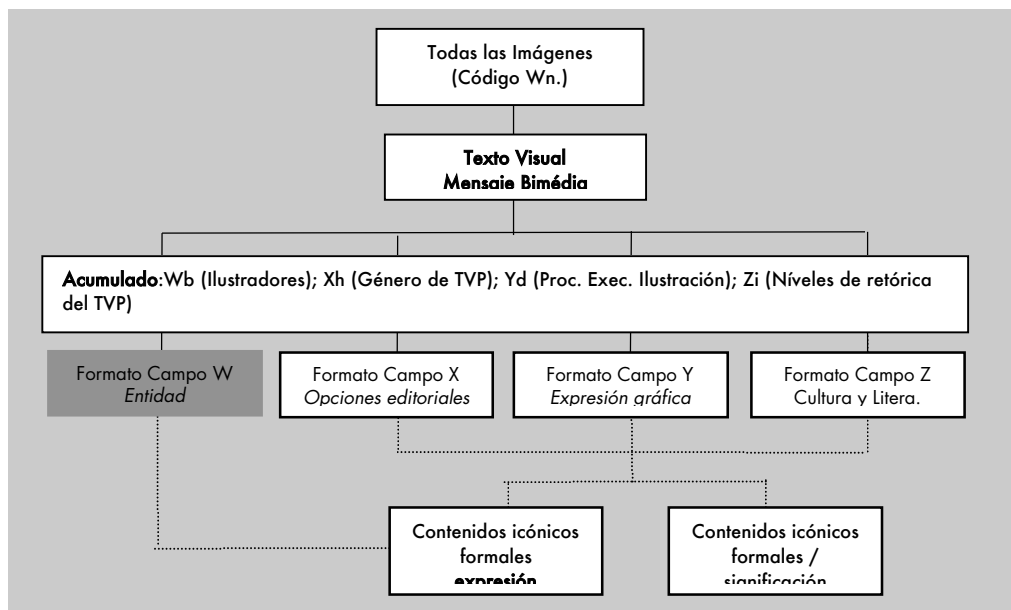 Todas las Imágenes
(Código Wn.)
Texto Visual
Mensaje Bimédia
Acumulado:Wb (Ilustradores); Xh (Género de TVP); Yd (Proc. Exec. Ilustración); Zi (Níveles de retórica
del TVP)
Formato Campo W
Entidad
Formato Campo X
Opciones editoriales
Formato Campo Y
Expresión gráfica
Formato Campo Z
Cultura y Litera.
Contenidos icónicos
formales
expresión
Contenidos icónicos
formales /
significación